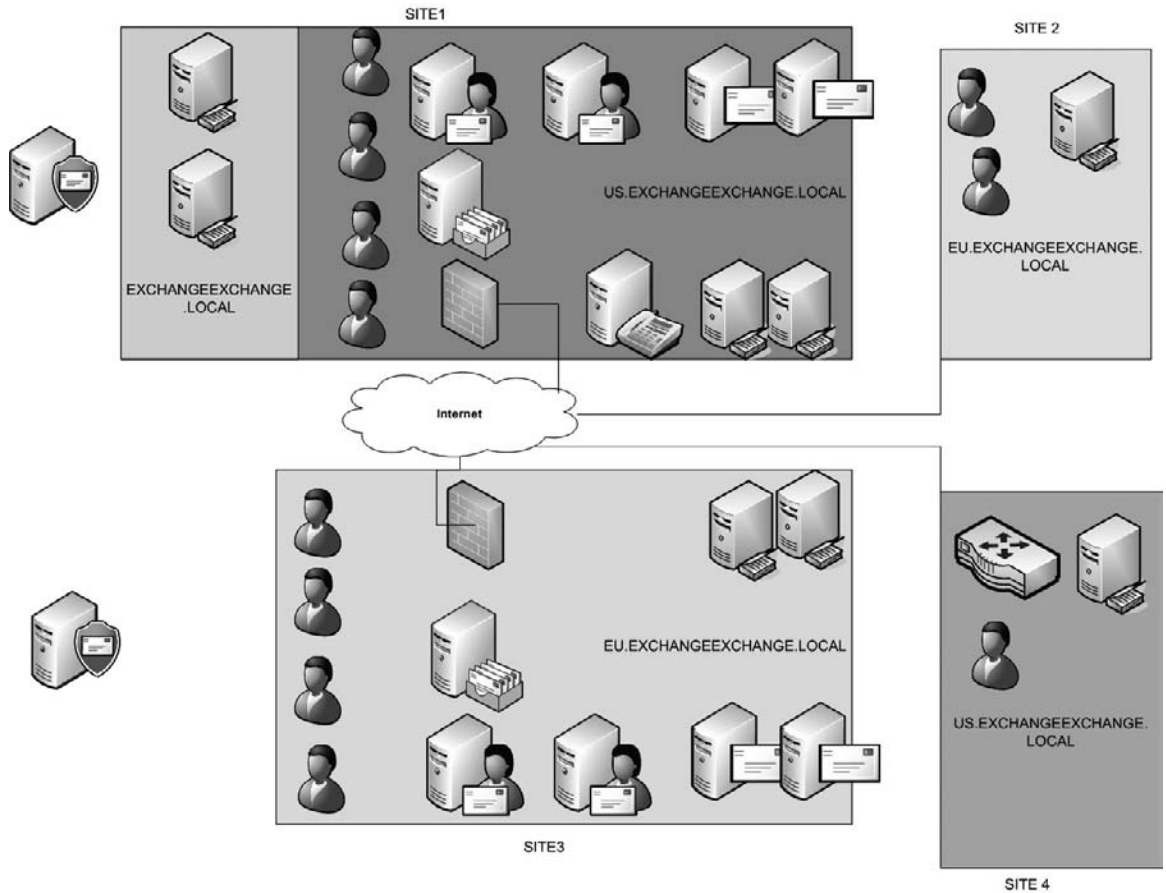 SITE1
SITE 2
US.EXCHANGEEXCHANGE.LOCAL
EXCHANGEEXCHANGE
.LOCAL
EU.EXCHANGEEXCHANGE.
LOCAL
Internet
EU.EXCHANGEEXCHANGE.LOCAL
US.EXCHANGEEXCHANGE.
LOCAL
SITE3
SITE 4